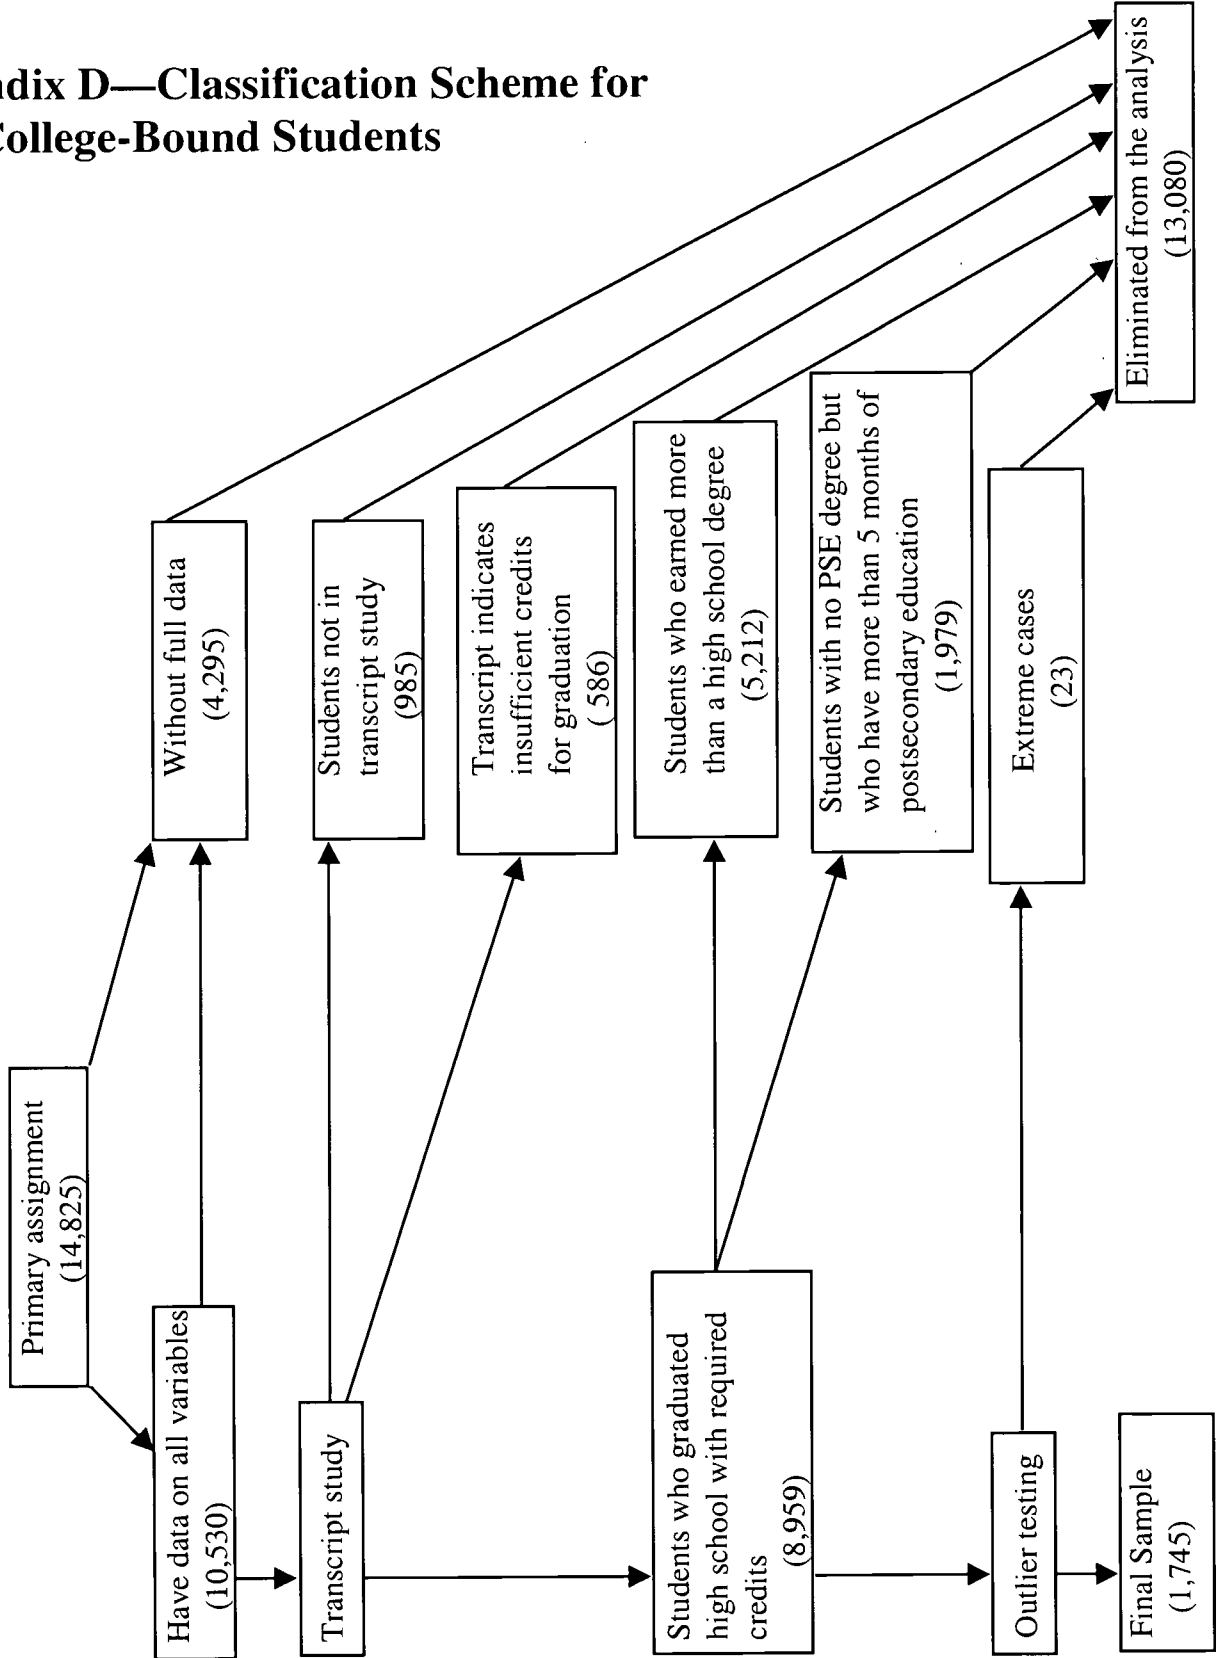 ndix D—Classification Scheme for
College-Bound Students
Primary assignment
(14,825)
Have data on all variables
(10,530)
Without full data
(4,295)
Transcript study
Students not in
transcript study
(985)
Transcript indicates
insufficient credits
for graduation
( 586)
Students who graduated
high school with required
credits
(8,959)
Students who earned more
than a high school degree
(5,212)
Students with no PSE degree but
who have more than 5 months of
postsecondary education
(1,979)
Outlier testing
Extreme cases
(23)
Final Sample
(1,745)
Eliminated from the analysis
(13,080)